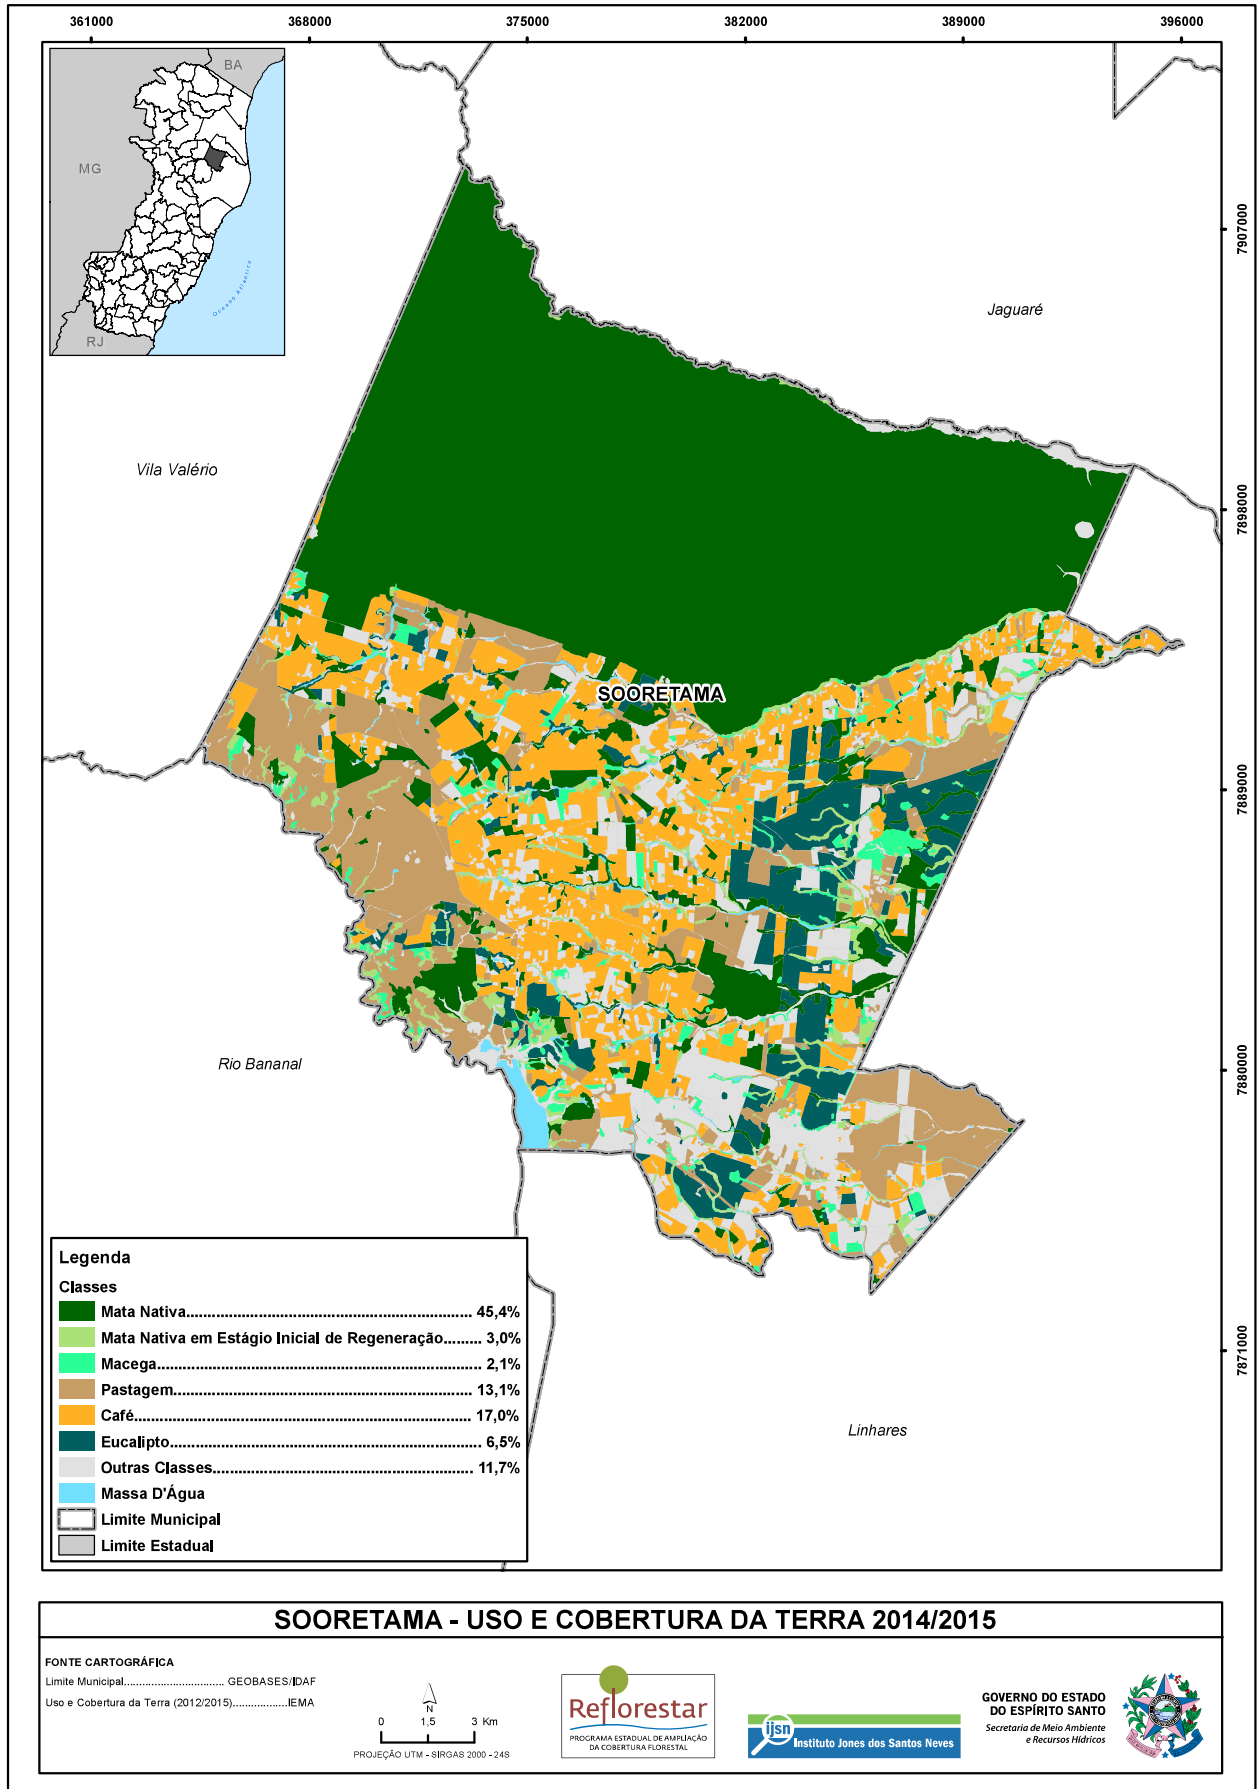 361000 368000 375000 382000 389000 396000
BA
MG
RJ
Oceano Atlântico
7907000
7898000
7889000
7880000
7871000
Jaguaré
Vila Valério
SOORETAMA
Rio Bananal
Linhares
Legenda
Classes
Mata Nativa........................................................................................ 45,4%
Mata Nativa em Estágio Inicial de Regeneração......... 3,0%
Macega.................................................................................................. 2,1%
Pastagem............................................................................................ 13,1%
Café....................................................................................................... 17,0%
Eucalipto.............................................................................................. 6,5%
Outras Classes................................................................................ 11,7%
Massa D'Água
Limite Municipal
Limite Estadual
SOORETAMA - USO E COBERTURA DA TERRA 2014/2015
FONTE CARTOGRÁFICA
Limite Municipal.................................. GEOBASES/IDAF
Uso e Cobertura da Terra (2012/2015)..................IEMA
N
0 1,5 3 Km
PROJEÇÃO UTM - SIRGAS 2000 - 24S
Reflorestar
PROGRAMA ESTADUAL DE AMPLIAÇÃO
DA COBERTURA FLORESTAL
ijsn
Instituto Jones dos Santos Neves
GOVERNO DO ESTADO
DO ESPÍRITO SANTO
Secretaria de Meio Ambiente
e Recursos Hídricos